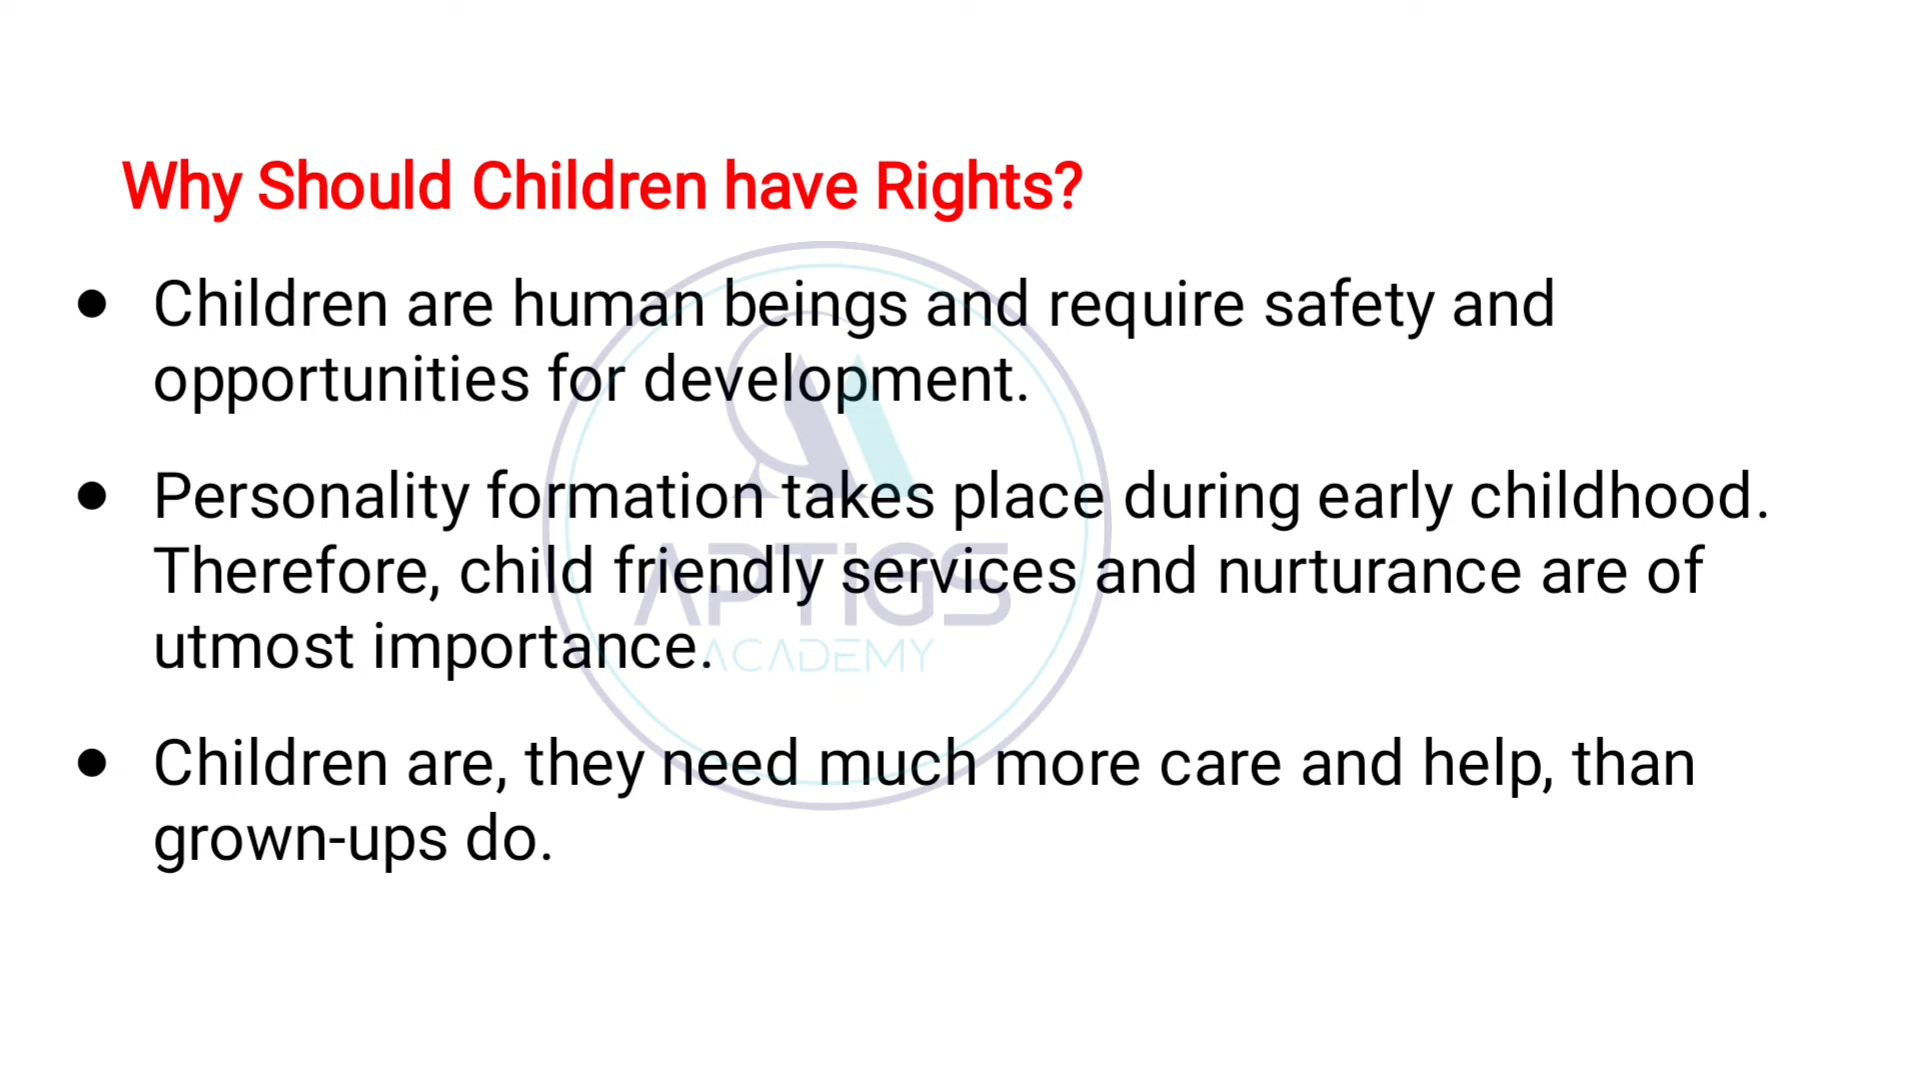 Why Should Children have Rights?
● Children are human beings and require safety and
opportunities for development.
● Personality formation takes place during early childhood.
Therefore, child friendly services and nurturance are of
utmost importance.
● Children are, they need much more care and help, than
grown-ups do.
APTiGS
ACADEMY